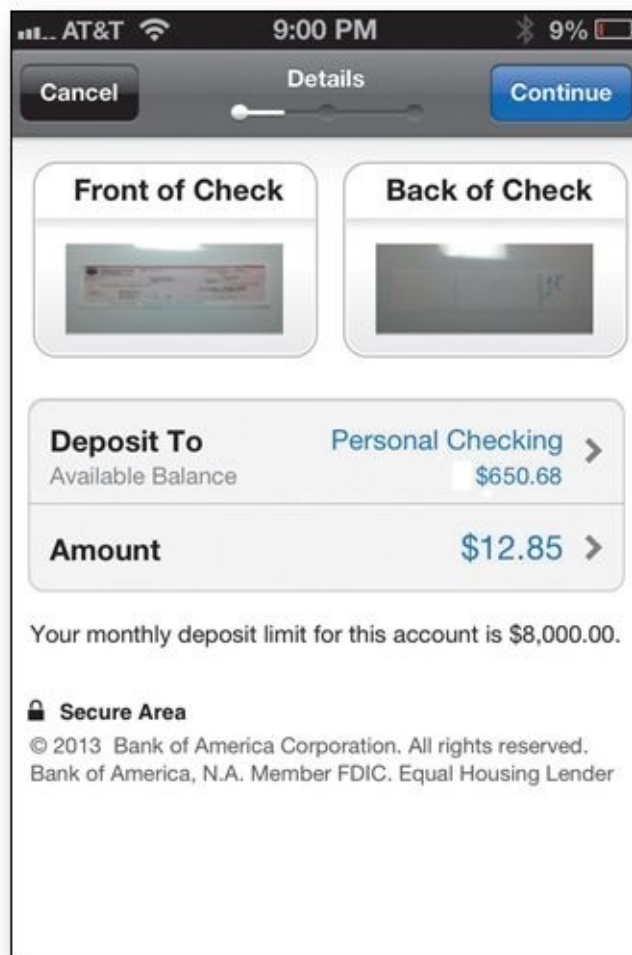 AT&T 9:00 PM 9%
Cancel Details Continue
Front of Check Back of Check
Deposit To Personal Checking
Available Balance $650.68
Amount $12.85
Your monthly deposit limit for this account is $8,000.00.
Secure Area
© 2013 Bank of America Corporation. All rights reserved.
Bank of America, N.A. Member FDIC. Equal Housing Lender